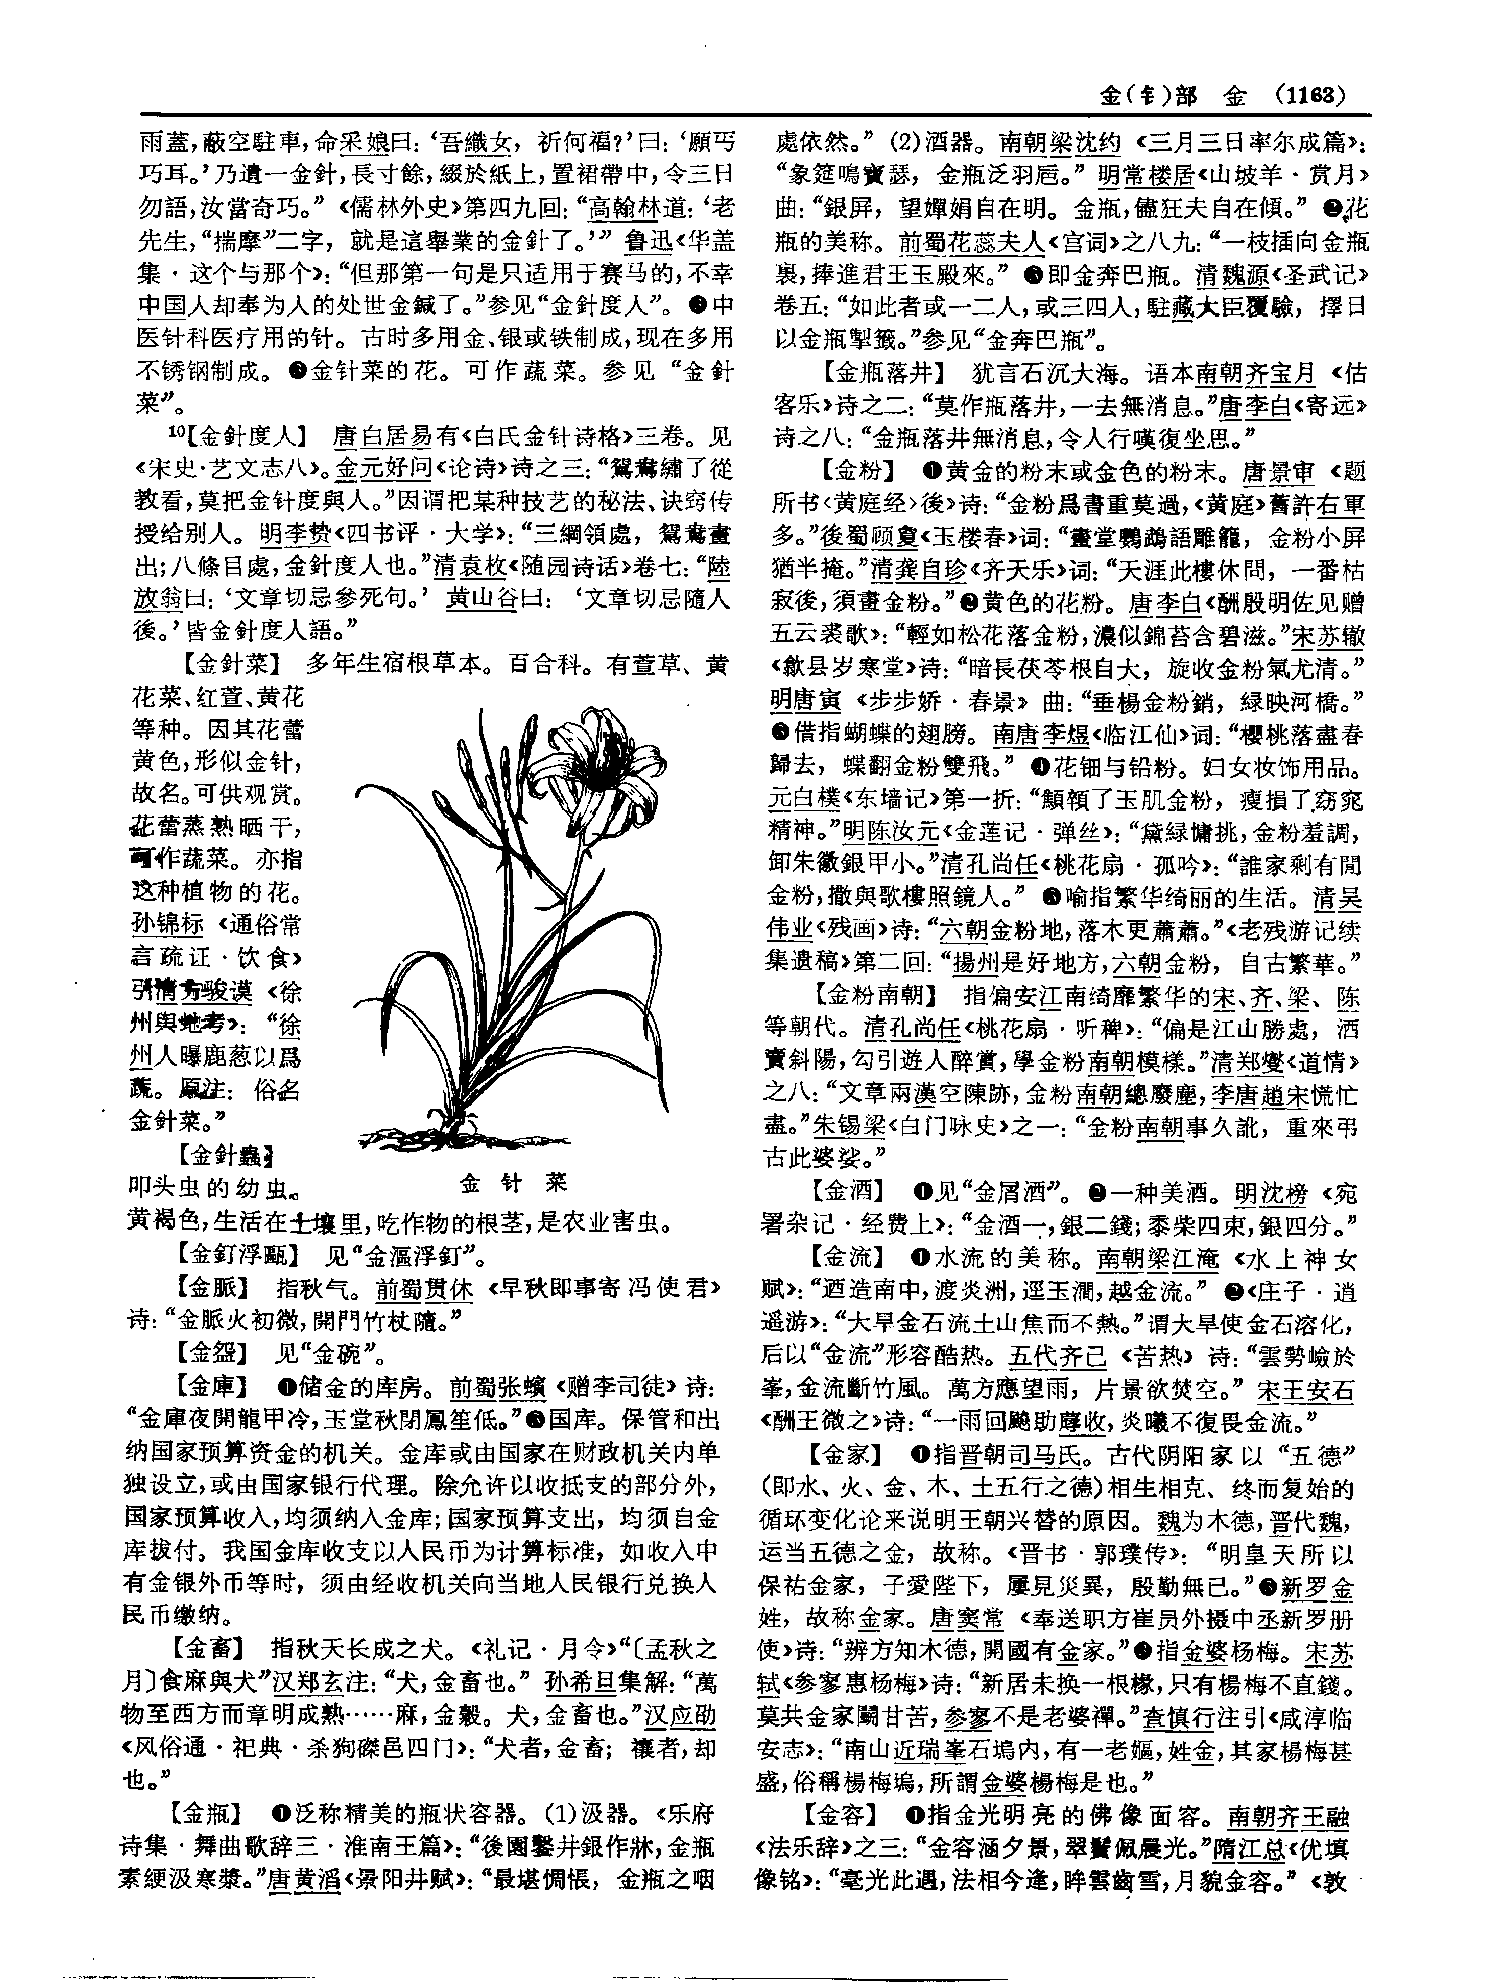 金(钅)部　金　(1163)
雨蓋，蔽空駐車，命采娘曰：‘吾織女，祈何福？’曰：‘願丐
巧耳。’乃遺一金針，長寸餘，綴於紙上，置裙帶中，令三日
勿語，汝當奇巧。”《儒林外史》第四九回：“高翰林道：‘老
先生，“揣摩”二字，就是這舉業的金針了。’”鲁迅《华盖
集·这个与那个》：“但那第一句是只适用于赛马的，不幸
中国人却奉为人的处世金鍼了。”参见“金針度人”。❷中
医针科医疗用的针。古时多用金、银或铁制成，现在多用
不锈钢制成。❸金针菜的花。可作蔬菜。参见“金針
菜”。
¹⁰【金針度人】　唐白居易有《白氏金针诗格》三卷。见
《宋史·艺文志八》。金元好问《论诗》诗之三：“鴛鴦繡了從
教看，莫把金针度與人。”因谓把某种技艺的秘法、诀窍传
授给别人。明李贽《四书评·大学》：“三綱領處，鴛鴦畫
出；八條目處，金針度人也。”清袁枚《随园诗话》卷七：“陸
放翁曰：‘文章切忌參死句。’黄山谷曰：‘文章切忌隨人
後。’皆金針度人語。”
【金針菜】　多年生宿根草本。百合科。有萱草、黄
花菜、红萱、黄花
等种。因其花蕾
黄色，形似金针，
故名。可供观赏。
花蕾蒸熟晒干，
可作蔬菜。亦指
这种植物的花。
孙锦标《通俗常
言疏证·饮食》
引清方骏谟《徐
州舆地考》：“徐
州人曝鹿葱以爲
蔬。原注：俗名
金針菜。”
【金針蟲】
叩头虫的幼虫。
金针菜
黄褐色，生活在土壤里，吃作物的根茎，是农业害虫。
【金釘浮甌】　见“金漚浮釘”。
【金脈】　指秋气。前蜀贯休《早秋即事寄冯使君》
诗：“金脈火初微，開門竹杖隨。”
【金盌】　见“金碗”。
【金庫】　❶储金的库房。前蜀张蠙《赠李司徒》诗：
“金庫夜開龍甲冷，玉堂秋閉鳳笙低。”❷国库。保管和出
纳国家预算资金的机关。金库或由国家在财政机关内单
独设立，或由国家银行代理。除允许以收抵支的部分外，
国家预算收入，均须纳入金库；国家预算支出，均须自金
库拔付。我国金库收支以人民币为计算标准，如收入中
有金银外币等时，须由经收机关向当地人民银行兑换人
民币缴纳。
【金畜】　指秋天长成之犬。《礼记·月令》“〔孟秋之
月〕食麻與犬”汉郑玄注：“犬，金畜也。”孙希旦集解：“萬
物至西方而章明成熟……麻，金穀。犬，金畜也。”汉应劭
《风俗通·祀典·杀狗磔邑四门》：“犬者，金畜；禳者，却
也。”
【金瓶】　❶泛称精美的瓶状容器。(1)汲器。《乐府
诗集·舞曲歌辞三·淮南王篇》：“後園鑿井銀作牀，金瓶
素綆汲寒漿。”唐黄滔《景阳井赋》：“最堪惆悵，金瓶之咽
處依然。”(2)酒器。南朝梁沈约《三月三日率尔成篇》：
“象筵鳴寳瑟，金瓶泛羽巵。”明常楼居《山坡羊·赏月》
曲：“銀屏，望嬋娟自在明。金瓶，儘狂夫自在傾。”❷花
瓶的美称。前蜀花蕊夫人《宫词》之八九：“一枝插向金瓶
裏，捧進君王玉殿來。”❸即金奔巴瓶。清魏源《圣武记》
卷五：“如此者或一二人，或三四人，駐藏大臣覆驗，擇日
以金瓶掣籤。”参见“金奔巴瓶”。
【金瓶落井】　犹言石沉大海。语本南朝齐宝月《估
客乐》诗之二：“莫作瓶落井，一去無消息。”唐李白《寄远》
诗之八：“金瓶落井無消息，令人行嘆復坐思。”
【金粉】　❶黄金的粉末或金色的粉末。唐景审《题
所书〈黄庭经〉後》诗：“金粉爲書重莫過，《黄庭》舊許右軍
多。”後蜀顾夐《玉楼春》词：“畫堂鸚鵡語雕籠，金粉小屏
猶半掩。”清龚自珍《齐天乐》词：“天涯此樓休問，一番枯
寂後，須畫金粉。”❷黄色的花粉。唐李白《酬殷明佐见赠
五云裘歌》：“輕如松花落金粉，濃似錦苔含碧滋。”宋苏辙
《歙县岁寒堂》诗：“暗長茯苓根自大，旋收金粉氣尤清。”
明唐寅《步步娇·春景》曲：“垂楊金粉銷，緑映河橋。”
❸借指蝴蝶的翅膀。南唐李煜《临江仙》词：“櫻桃落盡春
歸去，蝶翻金粉雙飛。”❹花钿与铅粉。妇女妆饰用品。
元白樸《东墙记》第一折：“顦顇了玉肌金粉，瘦損了窈窕
精神。”明陈汝元《金莲记·弹丝》：“黛緑慵挑，金粉羞調，
卸朱徽銀甲小。”清孔尚任《桃花扇·孤吟》：“誰家剩有閒
金粉，撒與歌樓照鏡人。”❺喻指繁华绮丽的生活。清吴
伟业《残画》诗：“六朝金粉地，落木更蕭蕭。”《老残游记续
集遗稿》第二回：“揚州是好地方，六朝金粉，自古繁華。”
【金粉南朝】　指偏安江南绮靡繁华的宋、齐、梁、陈
等朝代。清孔尚任《桃花扇·听稗》：“偏是江山勝處，酒
賣斜陽，勾引遊人醉賞，學金粉南朝模樣。”清郑燮《道情》
之八：“文章兩漢空陳跡，金粉南朝總廢塵，李唐趙宋慌忙
盡。”朱锡梁《白门咏史》之一：“金粉南朝事久訛，重來弔
古此婆娑。”
【金酒】　❶见“金屑酒”。❷一种美酒。明沈榜《宛
署杂记·经费上》：“金酒一，銀二錢；黍柴四束，銀四分。”
【金流】　❶水流的美称。南朝梁江淹《水上神女
赋》：“迺造南中，渡炎洲，逕玉澗，越金流。”❷《庄子·逍
遥游》：“大旱金石流土山焦而不熱。”谓大旱使金石溶化，
后以“金流”形容酷热。五代齐己《苦热》诗：“雲勢嶮於
峯，金流斷竹風。萬方應望雨，片景欲焚空。”宋王安石
《酬王微之》诗：“一雨回飈助蓐收，炎曦不復畏金流。”
【金家】　❶指晋朝司马氏。古代阴阳家以“五德”
(即水、火、金、木、土五行之德)相生相克、终而复始的
循环变化论来说明王朝兴替的原因。魏为木德，晋代魏，
运当五德之金，故称。《晋书·郭璞传》：“明皇天所以
保祐金家，子愛陛下，屢見災異，殷勤無已。”❷新罗金
姓，故称金家。唐窦常《奉送职方崔员外摄中丞新罗册
使》诗：“辨方知木德，開國有金家。”❸指金婆杨梅。宋苏
轼《参寥惠杨梅》诗：“新居未换一根椽，只有楊梅不直錢。
莫共金家鬭甘苦，参寥不是老婆禪。”查慎行注引《咸淳临
安志》：“南山近瑞峯石塢内，有一老嫗，姓金，其家楊梅甚
盛，俗稱楊梅塢，所謂金婆楊梅是也。”
【金容】　❶指金光明亮的佛像面容。南朝齐王融
《法乐辞》之三：“金容涵夕景，翠鬢佩晨光。”隋江总《优填
像铭》：“毫光此遇，法相今逢，眸雲齒雪，月貌金容。”《敦